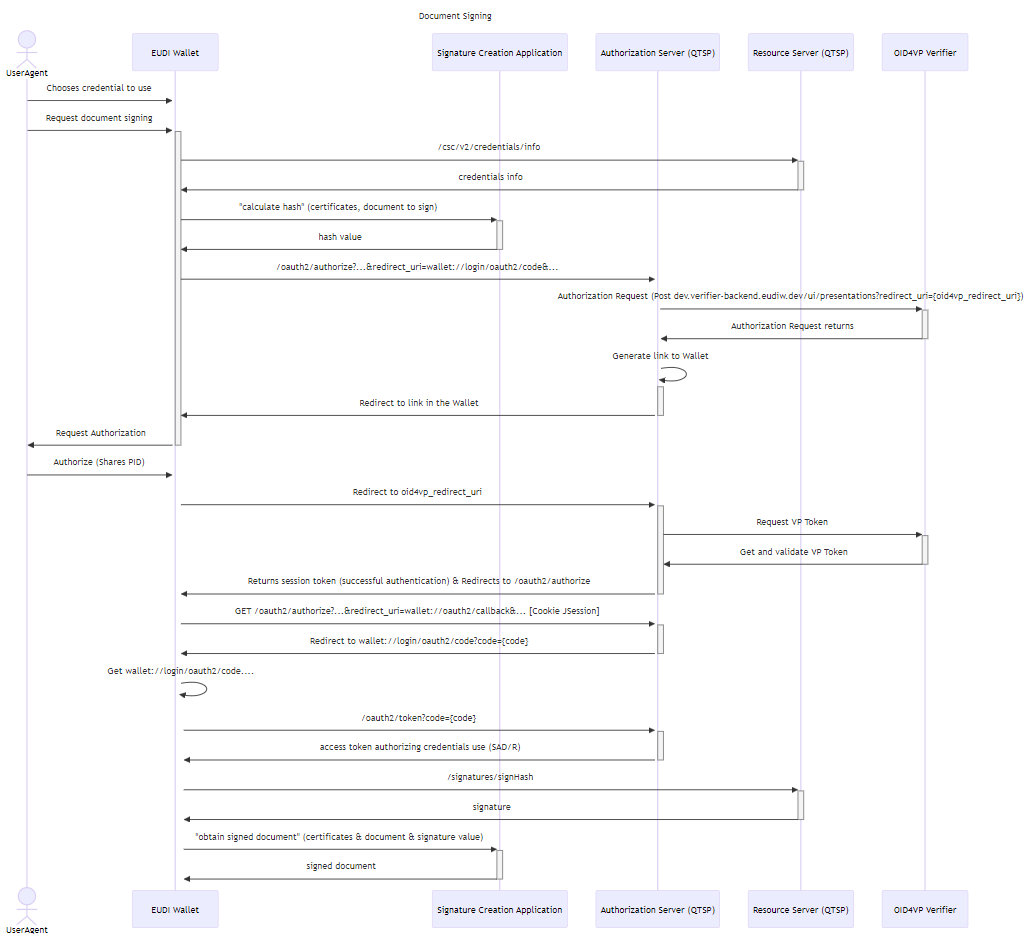 Document Signing
UserAgent
EUDI Wallet
Signature Creation Application
Authorization Server (QTSP)
Resource Server (QTSP)
OID4VP Verifier
Chooses credential to use
Request document signing
/csc/v2/credentials/info
credentials info
"calculate hash" (certificates, document to sign)
hash value
/oauth2/authorize?...&redirect_uri=wallet://login/oauth2/code&...
Authorization Request (Post dev.verifier-backend.eudiw.dev/ui/presentations?redirect_uri={oid4vp_redirect_uri})
Authorization Request returns
Generate link to Wallet
Redirect to link in the Wallet
Request Authorization
Authorize (Shares PID)
Redirect to oid4vp_redirect_uri
Request VP Token
Get and validate VP Token
Returns session token (successful authentication) & Redirects to /oauth2/authorize
GET /oauth2/authorize?...&redirect_uri=wallet://oauth2/callback&... [Cookie JSession]
Redirect to wallet://login/oauth2/code?code={code}
Get wallet://login/oauth2/code....
/oauth2/token?code={code}
access token authorizing credentials use (SAD/R)
/signatures/signHash
signature
"obtain signed document" (certificates & document & signature value)
signed document
UserAgent
EUDI Wallet
Signature Creation Application
Authorization Server (QTSP)
Resource Server (QTSP)
OID4VP Verifier